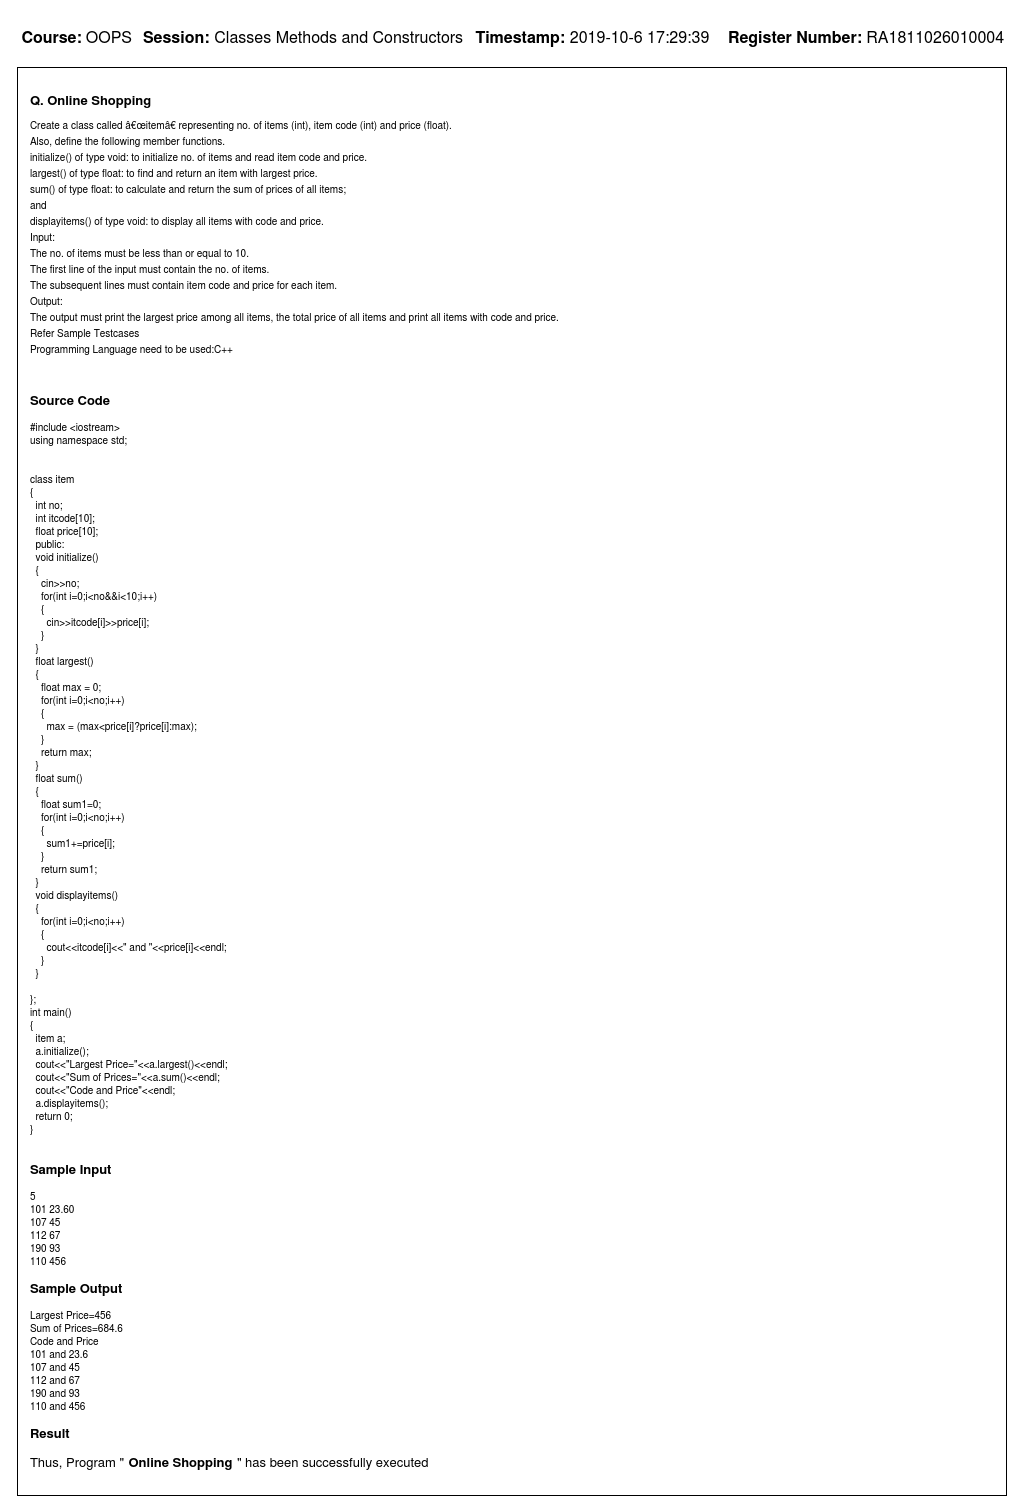 Course: OOPS Session: Classes Methods and Constructors Timestamp: 2019-10-6 17:29:39 Register Number: RA1811026010004
Q. Online Shopping
Create a class called â€œitemâ€ representing no. of items (int), item code (int) and price (float).
Also, define the following member functions.
initialize() of type void: to initialize no. of items and read item code and price.
largest() of type float: to find and return an item with largest price.
sum() of type float: to calculate and return the sum of prices of all items;
and
displayitems() of type void: to display all items with code and price.
Input:
The no. of items must be less than or equal to 10.
The first line of the input must contain the no. of items.
The subsequent lines must contain item code and price for each item.
Output:
The output must print the largest price among all items, the total price of all items and print all items with code and price.
Refer Sample Testcases
Programming Language need to be used:C++
Source Code
#include <iostream>
using namespace std;
class item
{
int no;
int itcode[10];
float price[10];
public:
void initialize()
{
cin>>no;
for(int i=0;i<no&&i<10;i++)
{
cin>>itcode[i]>>price[i];
}
}
float largest()
{
float max = 0;
for(int i=0;i<no;i++)
{
max = (max<price[i]?price[i]:max);
}
return max;
}
float sum()
{
float sum1=0;
for(int i=0;i<no;i++)
{
sum1+=price[i];
}
return sum1;
}
void displayitems()
{
for(int i=0;i<no;i++)
{
cout<<itcode[i]<<" and "<<price[i]<<endl;
}
}
};
int main()
{
item a;
a.initialize();
cout<<"Largest Price="<<a.largest()<<endl;
cout<<"Sum of Prices="<<a.sum()<<endl;
cout<<"Code and Price"<<endl;
a.displayitems();
return 0;
}
Sample Input
5
101 23.60
107 45
112 67
190 93
110 456
Sample Output
Largest Price=456
Sum of Prices=684.6
Code and Price
101 and 23.6
107 and 45
112 and 67
190 and 93
110 and 456
Result
Thus, Program " Online Shopping " has been successfully executed